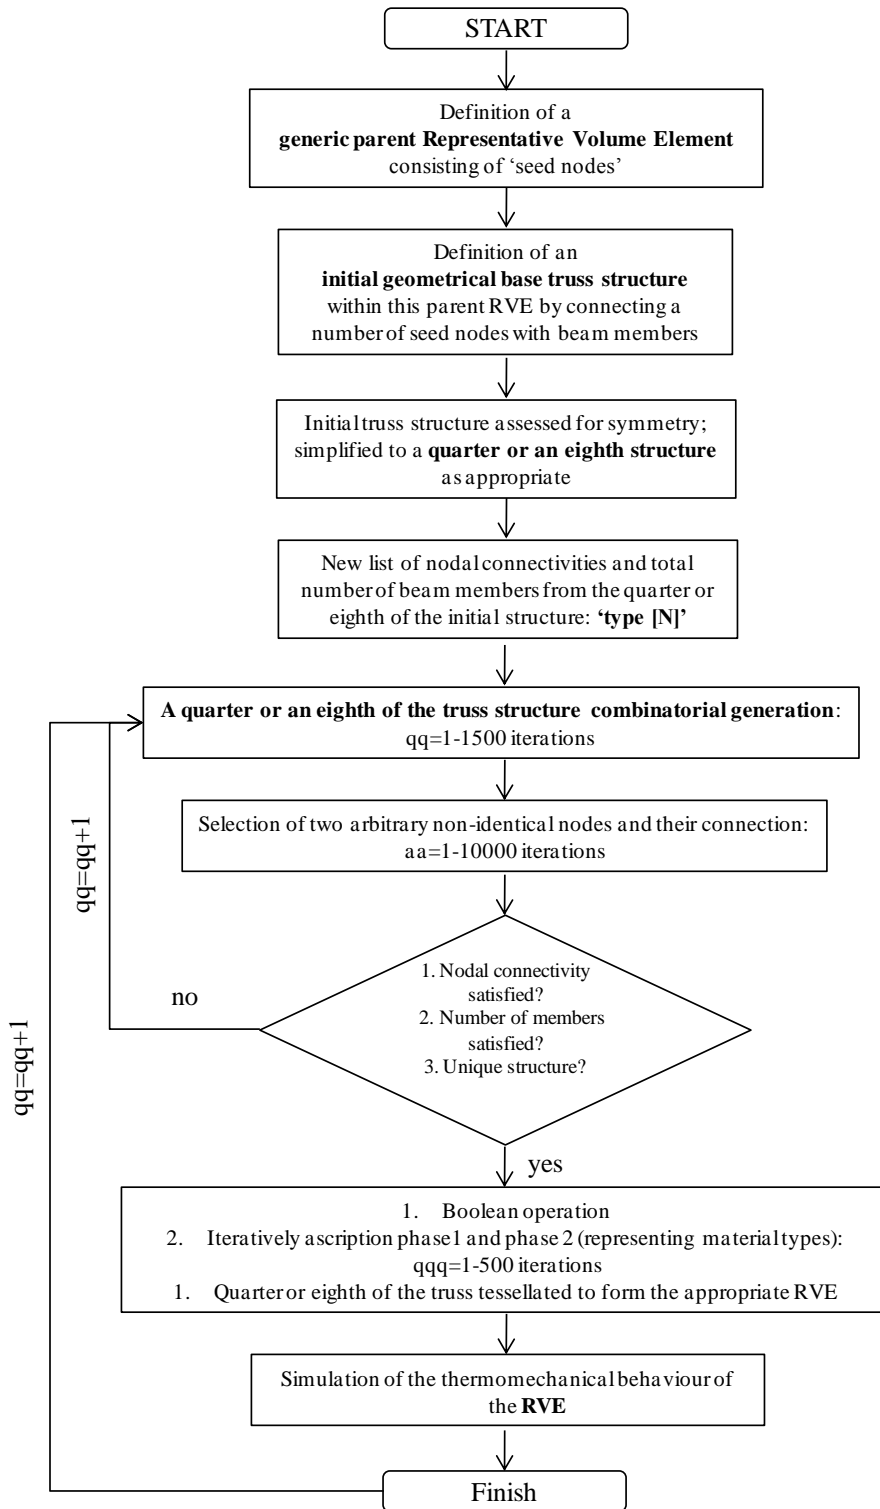 START
Definition of a
generic parent Representative Volume Element
consisting of ‘seed nodes’
Definition of an
initial geometrical base truss structure
within this parent RVE by connecting a
number of seed nodes with beam members
Initial truss structure assessed for symmetry;
simplified to a quarter or an eighth structure
as appropriate
New list of nodal connectivities and total
number of beam members from the quarter or
eighth of the initial structure: ‘type [N]’
A quarter or an eighth of the truss structure combinatorial generation:
qq=1-1500 iterations
Selection of two arbitrary non-identical nodes and their connection:
aa=1-10000 iterations
qq=qq+1
1. Nodal connectivity
satisfied?
2. Number of members
satisfied?
3. Unique structure?
no
qq=qq+1
yes
1. Boolean operation
2. Iteratively ascription phase1 and phase 2 (representing material types):
qqq=1-500 iterations
1. Quarter or eighth of the truss tessellated to form the appropriate RVE
Simulation of the thermomechanical behaviour of
the RVE
Finish